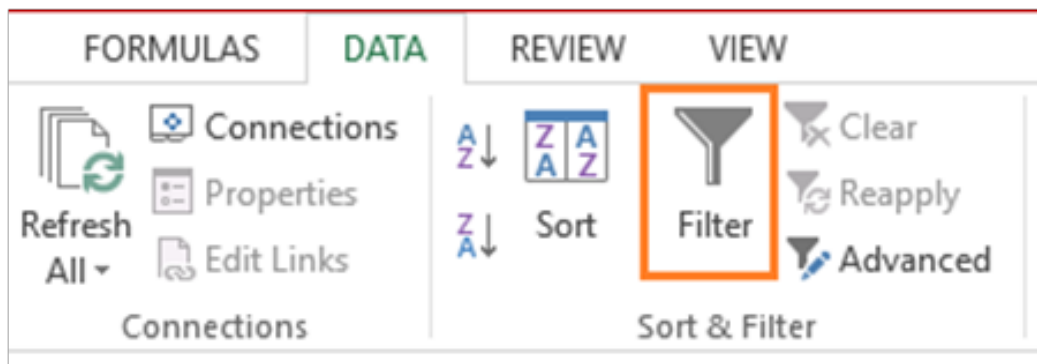 FORMULAS DATA REVIEW VIEW
Connections Clear
Properties Reapply
Refresh Sort Filter
All Edit Links Advanced
Connections Sort & Filter